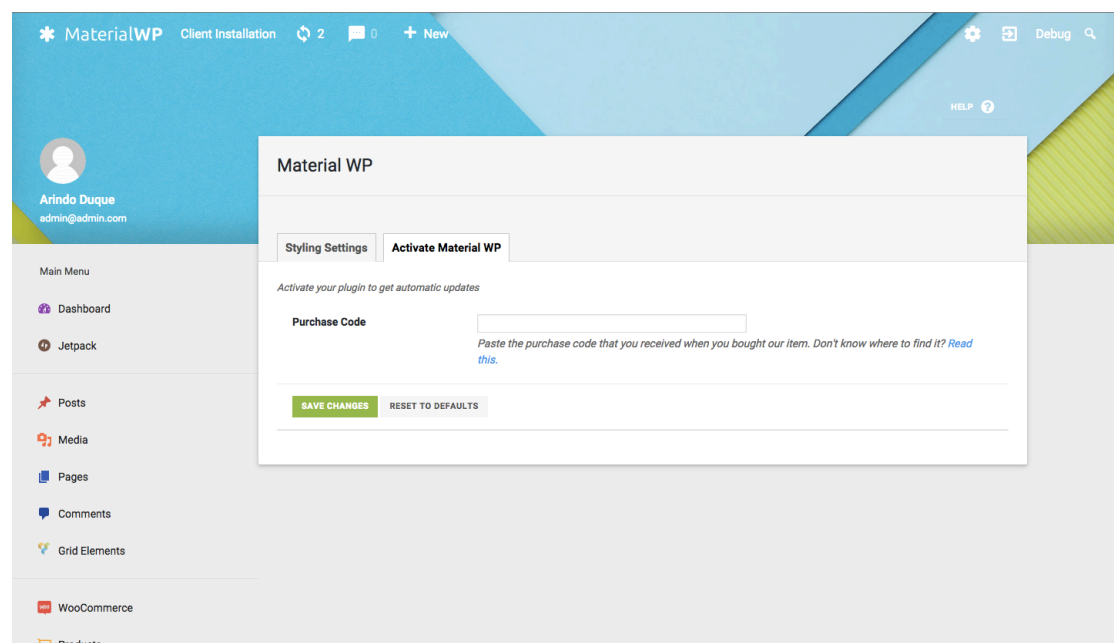 MaterialWP Client Installation 2 0 + New Debug
HELP ?
Arindo Duque
admin@admin.com
Main Menu
Dashboard
Jetpack
Posts
Media
Pages
Comments
Grid Elements
WooCommerce
Products
Material WP
Styling Settings Activate Material WP
Activate your plugin to get automatic updates
Purchase Code
Paste the purchase code that you received when you bought our item. Don't know where to find it? Read
this.
SAVE CHANGES RESET TO DEFAULTS